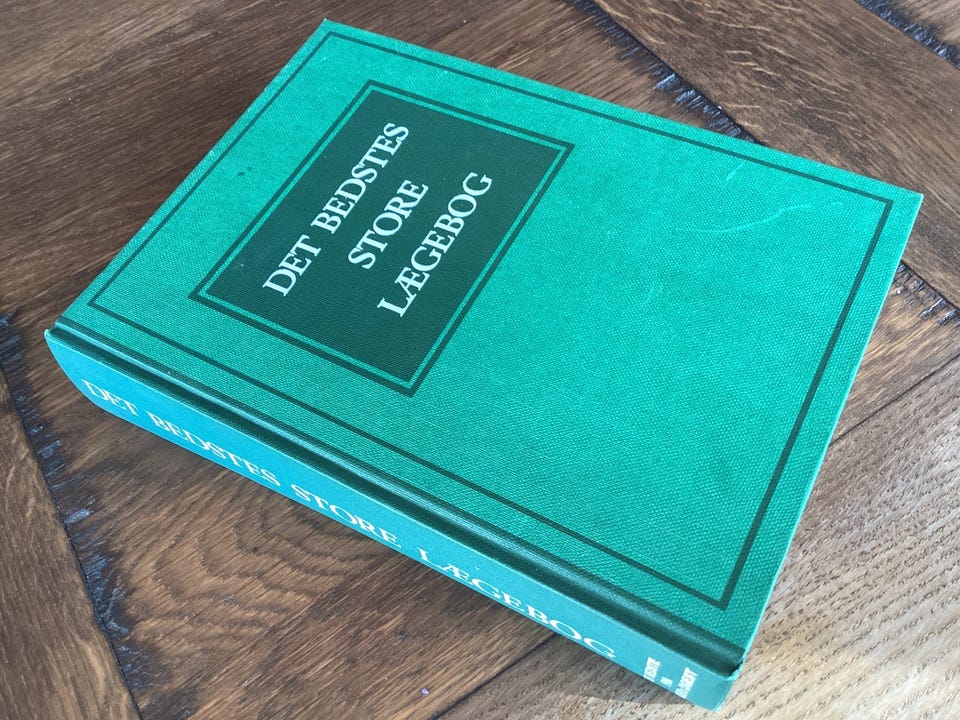 DET BEDSTES
STORE
LÆGEBOG
DET BEDSTES STORE LÆGEBOG